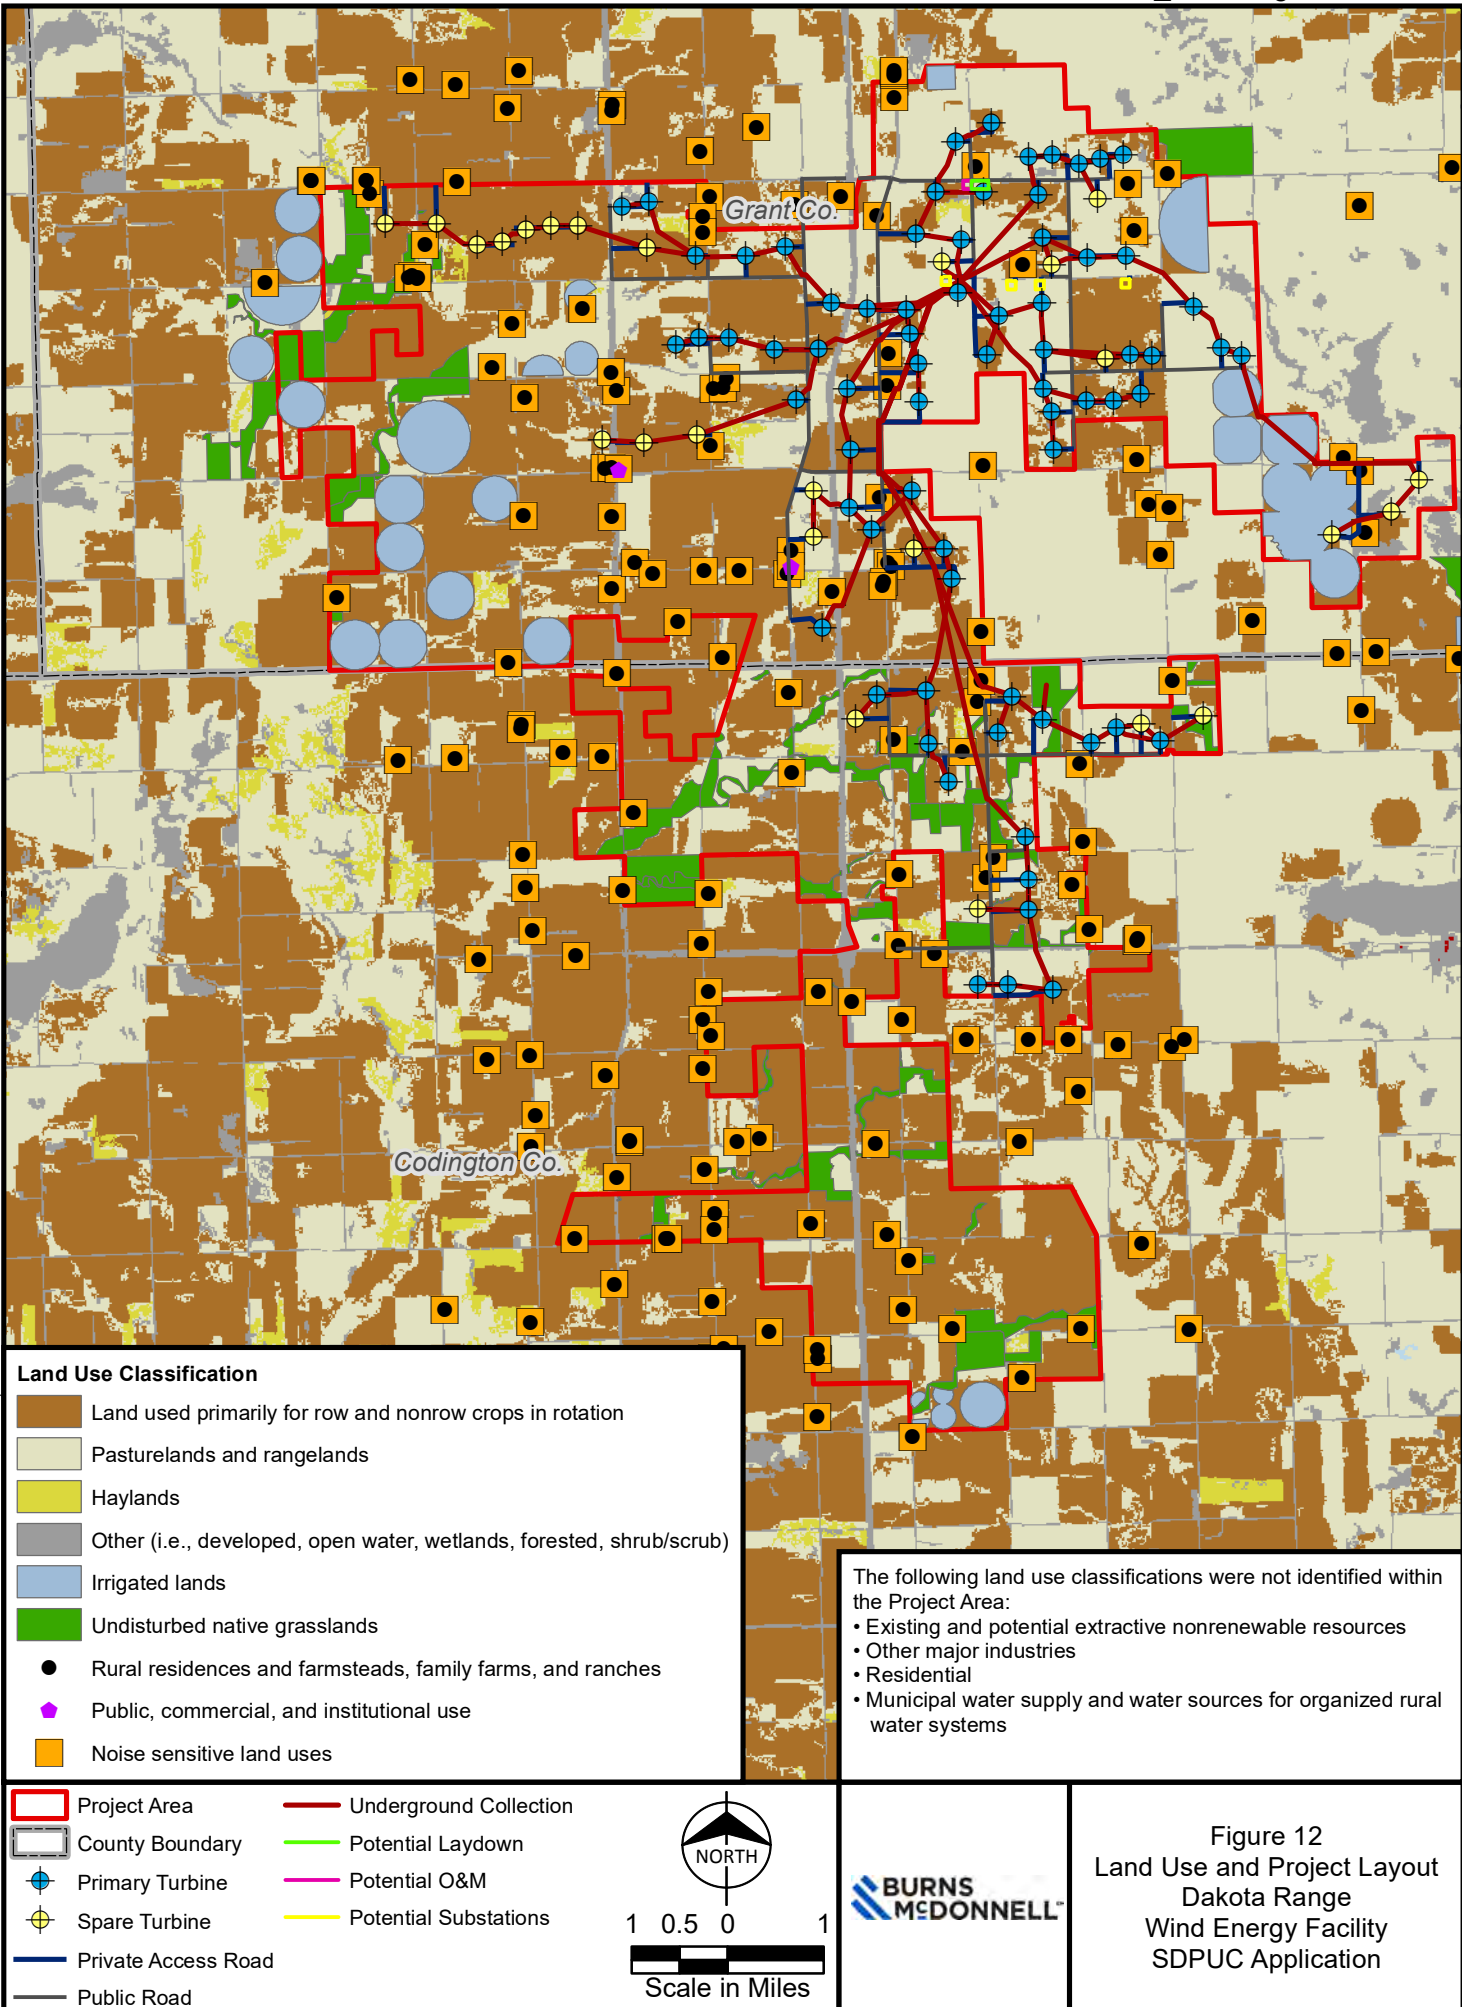 Grant Co.
Codington Co.
Land Use Classification
Land used primarily for row and nonrow crops in rotation
Pasturelands and rangelands
Haylands
Other (i.e., developed, open water, wetlands, forested, shrub/scrub)
Irrigated lands
Undisturbed native grasslands
Rural residences and farmsteads, family farms, and ranches
Public, commercial, and institutional use
Noise sensitive land uses
The following land use classifications were not identified within
the Project Area:
• Existing and potential extractive nonrenewable resources
• Other major industries
• Residential
• Municipal water supply and water sources for organized rural
water systems
Project Area
County Boundary
Primary Turbine
Spare Turbine
Private Access Road
Public Road
Underground Collection
Potential Laydown
Potential O&M
Potential Substations
NORTH
1 0.5 0 1
Scale in Miles
BURNS
McDONNELL
Figure 12
Land Use and Project Layout
Dakota Range
Wind Energy Facility
SDPUC Application